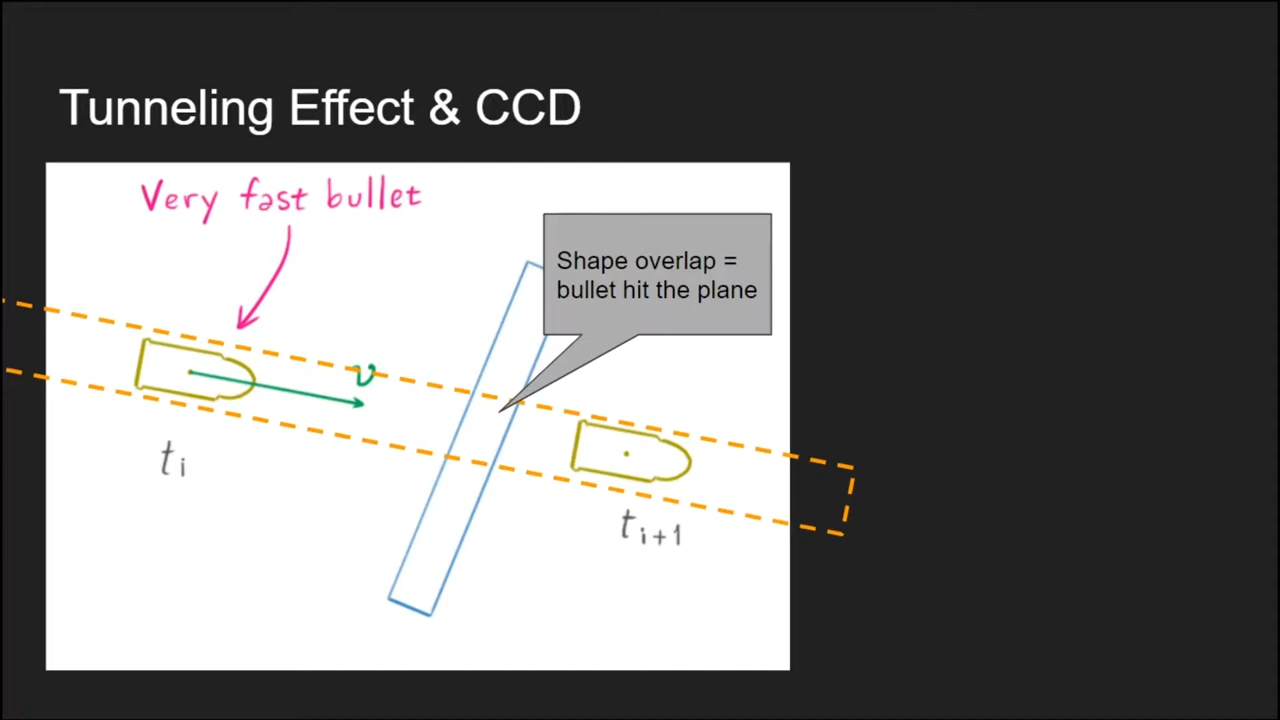 Tunneling Effect & CCD
Very fast bullet
Shape overlap =
bullet hit the plane
v
ti
ti+1